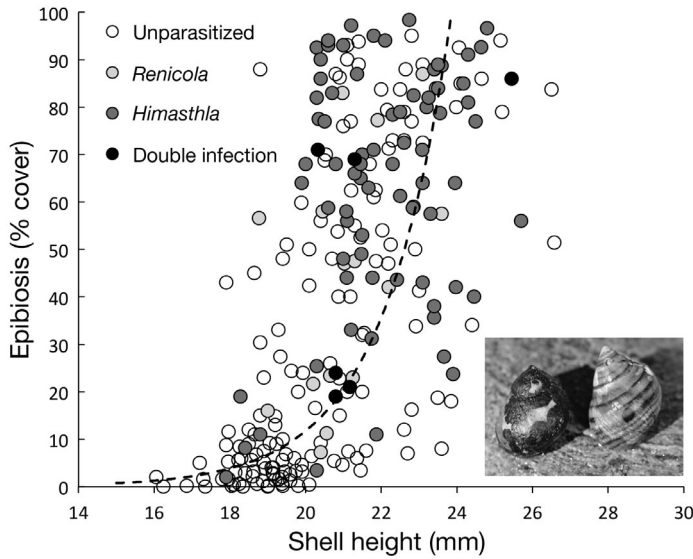 100
90
80
70
60
50
40
30
20
10
0
Epibiosis (% cover)
Unparasitized
Renicola
Himasthla
Double infection
14 16 18 20 22 24 26 28 30
Shell height (mm)